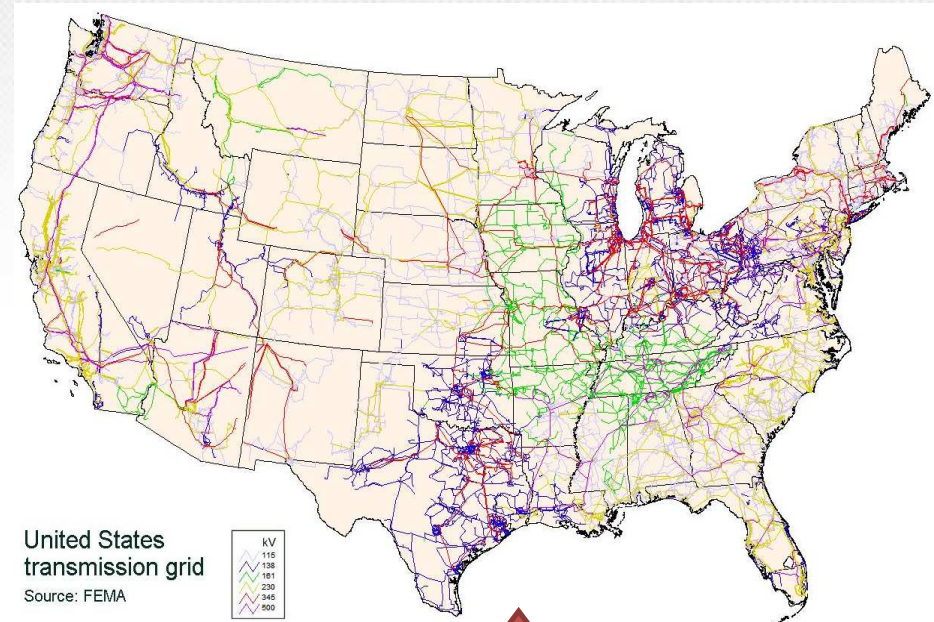 United States
transmission grid
Source: FEMA
kV
115
138
161
230
345
500